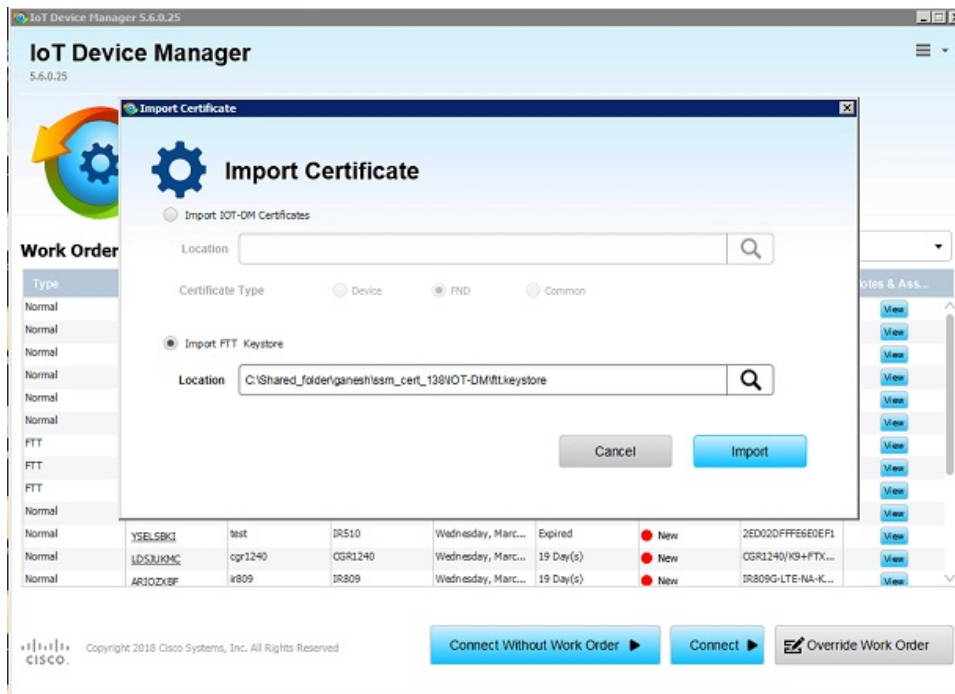 IoT Device Manager 5.6.0.25
IoT Device Manager
5.6.0.25
Import Certificate
Import Certificate
Import IOT-DM Certificates
Location
Certificate Type Device FND Common
Import FTT Keystore
Location C:\Shared_folder\ganesh\ssm_cert_138\IOT-DM\ftt.keystore
Cancel Import
Work Order
Type otes & Ass...
Normal View
Normal View
Normal View
Normal View
Normal View
Normal View
FTT View
FTT View
FTT View
Normal View
Normal YSELSBKI test IR510 Wednesday, Marc... Expired New 2ED02DFFFE6E0EF1 View
Normal LDSJUKMC cgr1240 CGR1240 Wednesday, Marc... 19 Day(s) New CGR1240/K9+FTX... View
Normal ARIOZXBF ir809 IR809 Wednesday, Marc... 19 Day(s) New IR809G-LTE-NA-K... View
CISCO. Copyright 2018 Cisco Systems, Inc. All Rights Reserved
Connect Without Work Order Connect Override Work Order